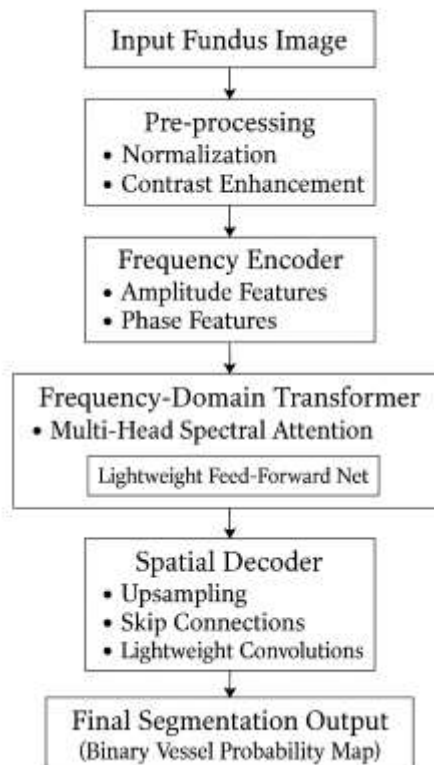 Input Fundus Image
Pre-processing
• Normalization
• Contrast Enhancement
Frequency Encoder
• Amplitude Features
• Phase Features
Frequency-Domain Transformer
• Multi-Head Spectral Attention
Lightweight Feed-Forward Net
Spatial Decoder
• Upsampling
• Skip Connections
• Lightweight Convolutions
Final Segmentation Output
(Binary Vessel Probability Map)